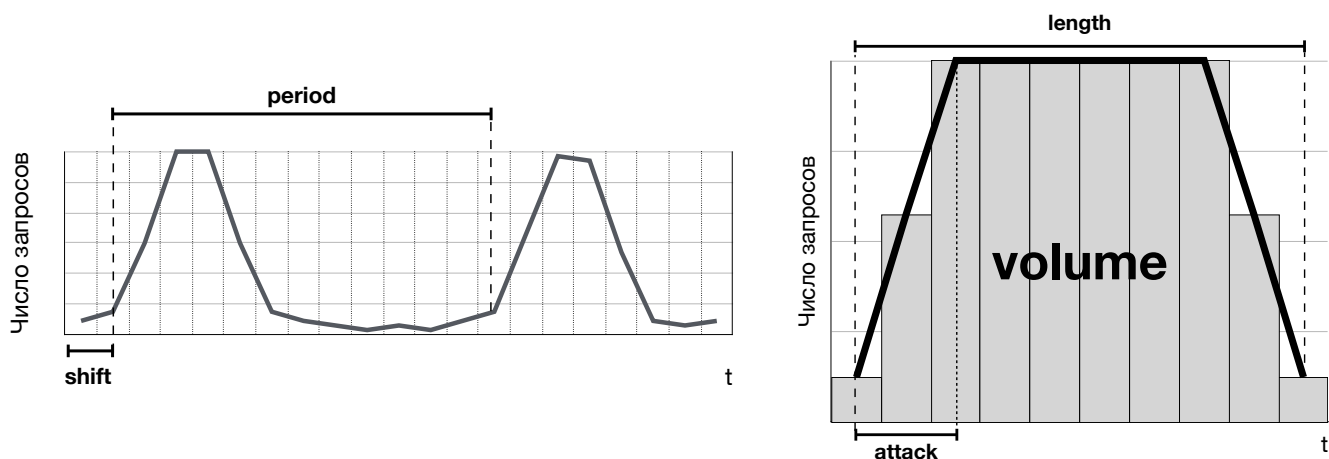 period
Число запросов
shift
t
length
Число запросов
volume
attack
t